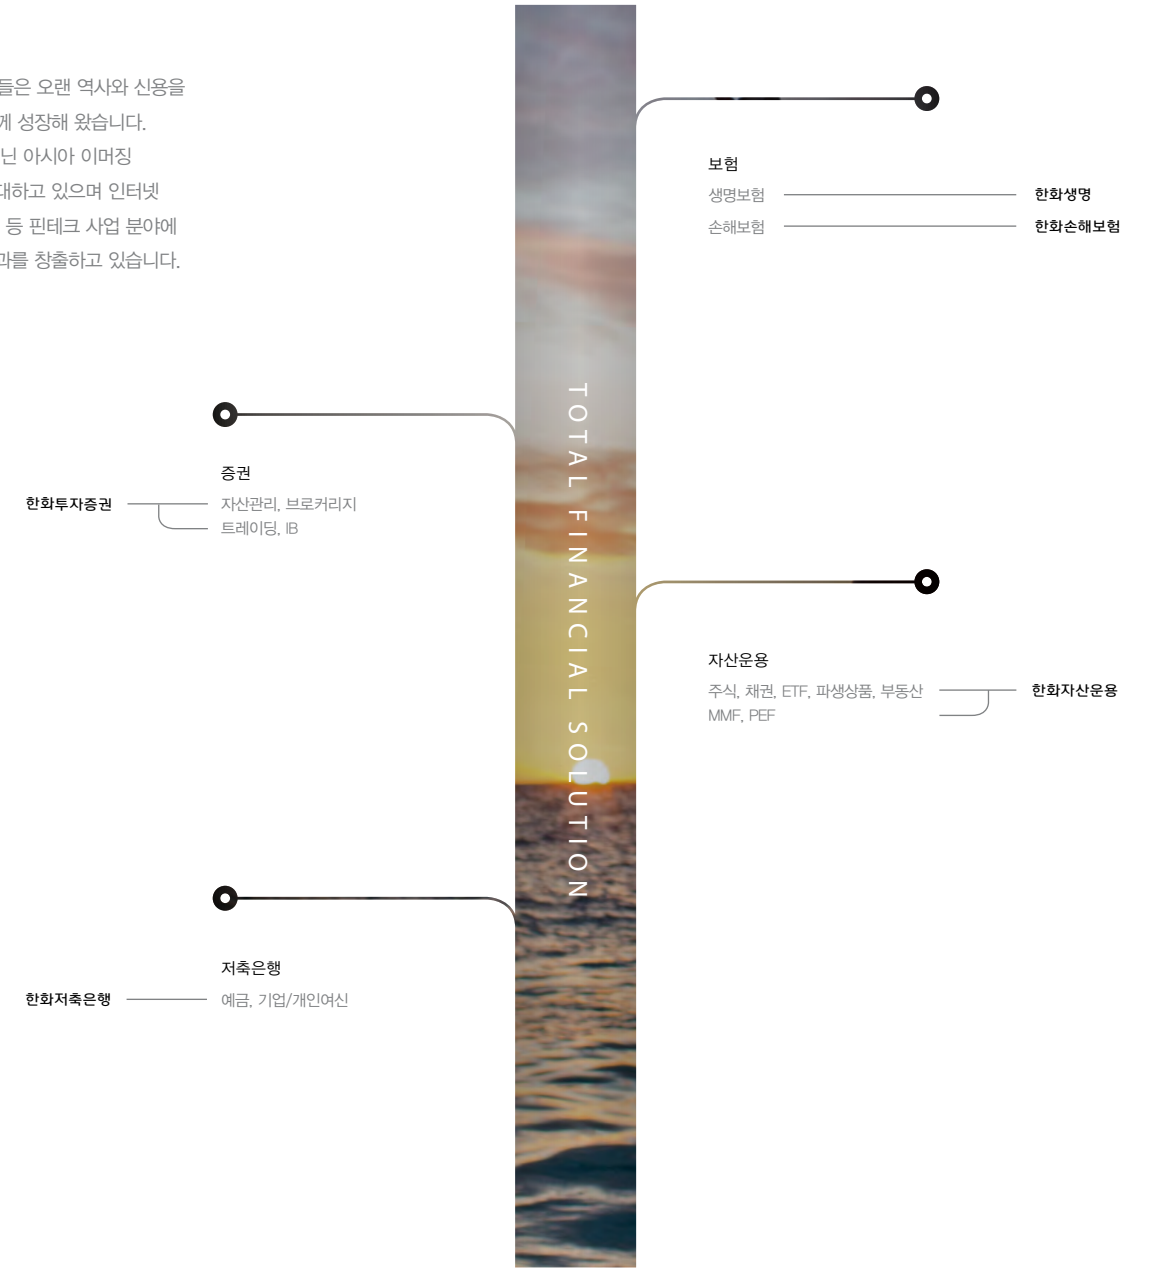 들은 오랜 역사와 신용을
께 성장해 왔습니다.
닌 아시아 이머징
대하고 있으며 인터넷
등 핀테크 사업 분야에
과를 창출하고 있습니다.
보험
생명보험 한화생명
손해보험 한화손해보험
TOTAL FINANCIAL SOLUTION
증권
한화투자증권 자산관리, 브로커리지
트레이딩, IB
자산운용
주식, 채권, ETF, 파생상품, 부동산 한화자산운용
MMF, PEF
저축은행
한화저축은행 예금, 기업/개인여신